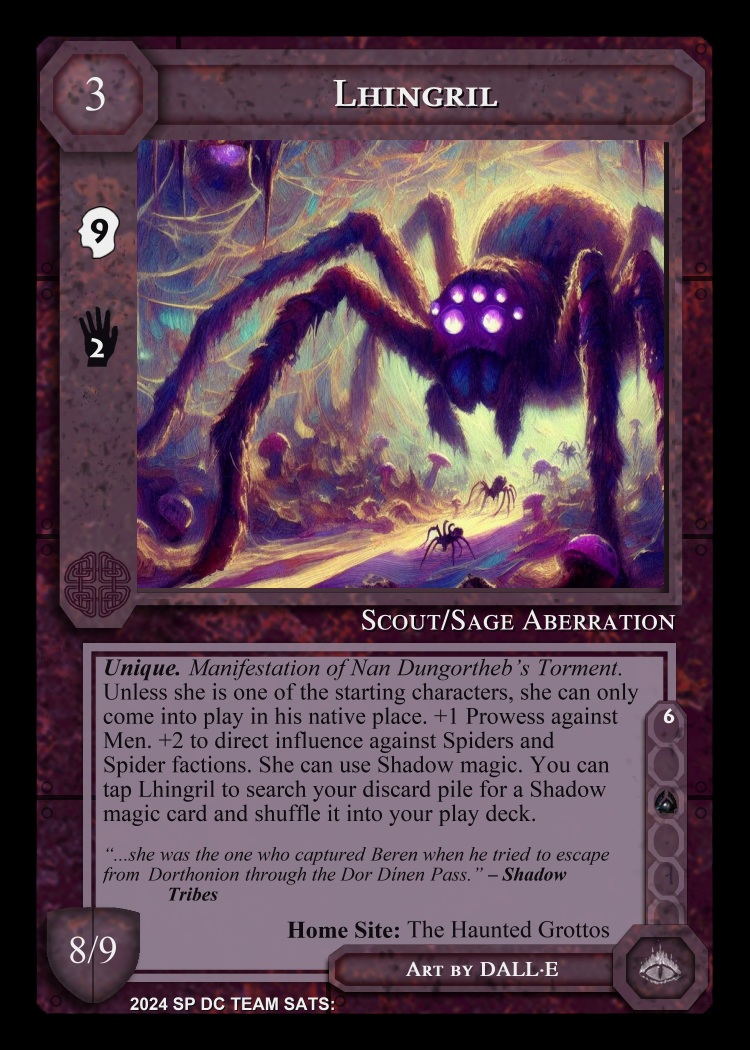 3
Lhingril
9
2
Scout/Sage Aberration
Unique. Manifestation of Nan Dungortheb's Torment.
Unless she is one of the starting characters, she can only
come into play in his native place. +1 Prowess against
Men. +2 to direct influence against Spiders and
Spider factions. She can use Shadow magic. You can
tap Lhingril to search your discard pile for a Shadow
magic card and shuffle it into your play deck.
6
“...she was the one who captured Beren when he tried to escape
from Dorthonion through the Dor Dínen Pass.” – Shadow
Tribes
Home Site: The Haunted Grottos
8/9
Art by DALL·E
2024 SP DC TEAM SATS: